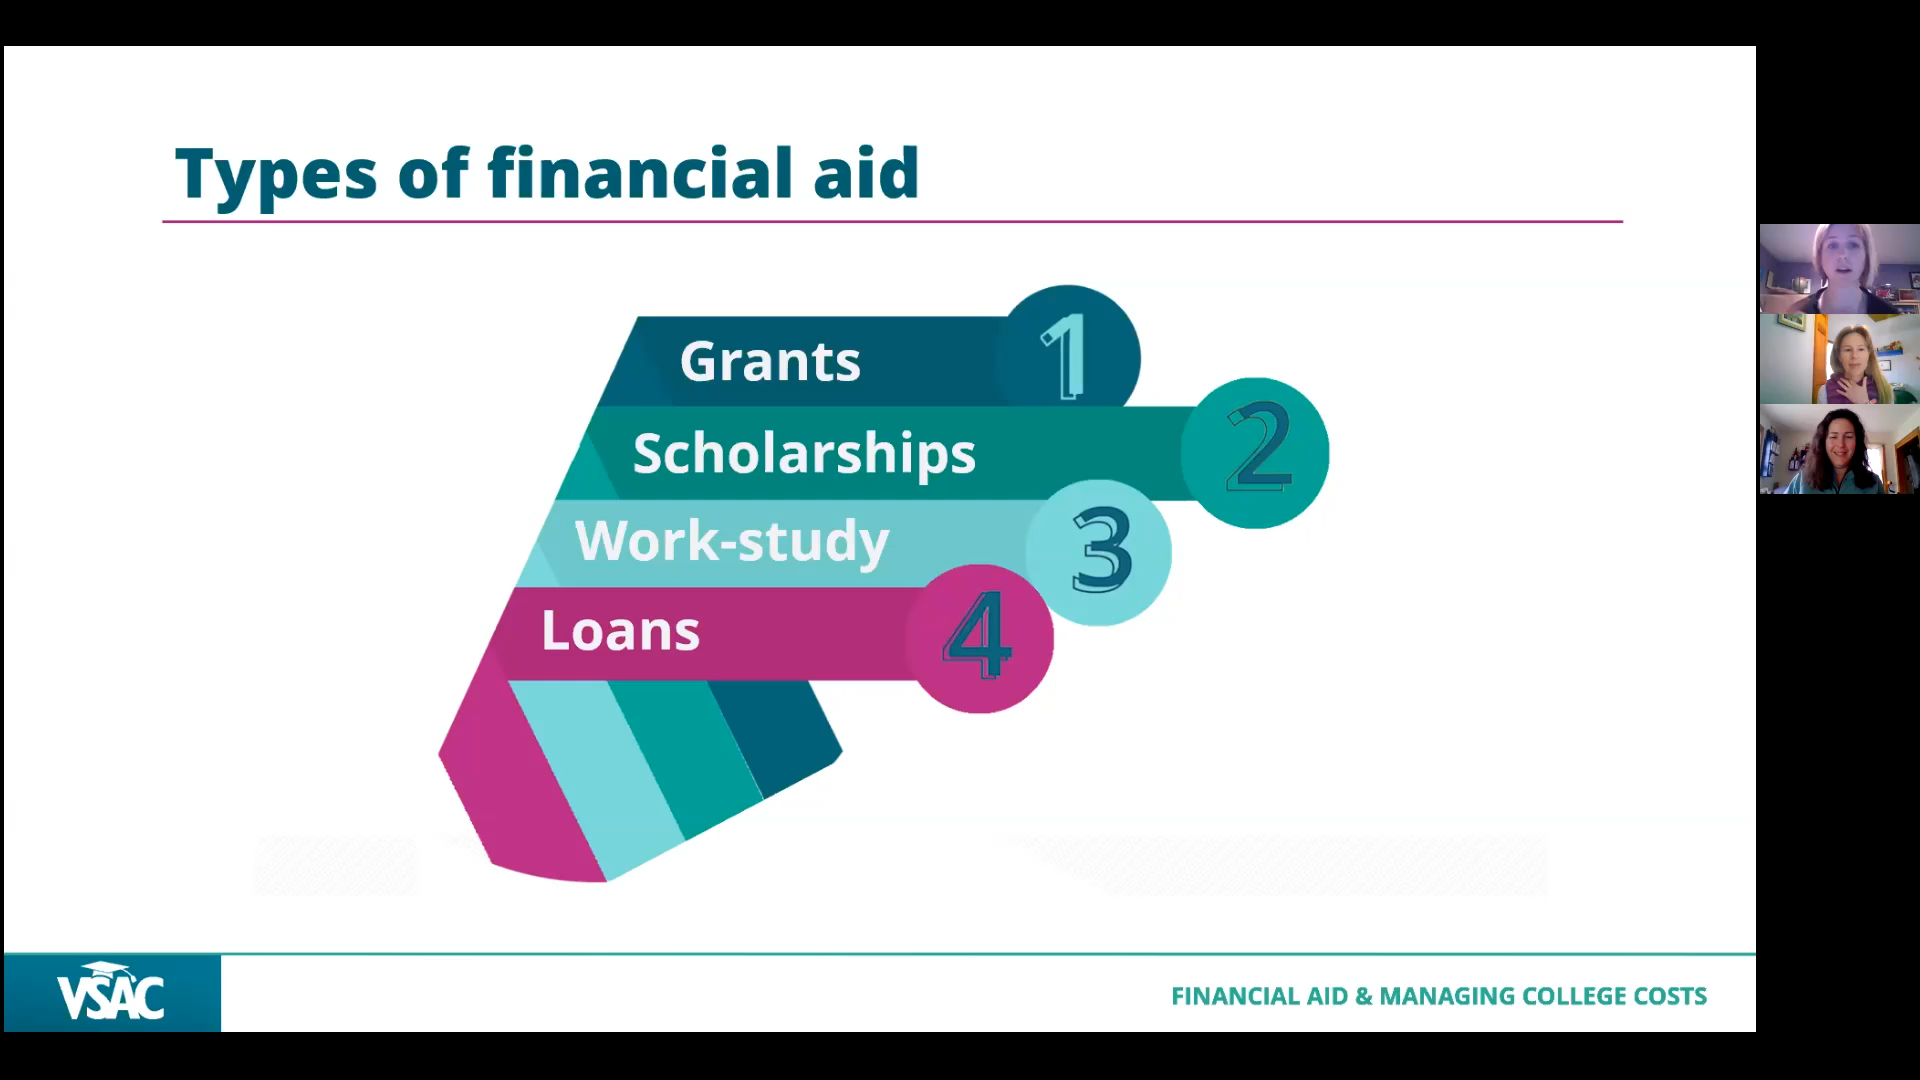 Types of financial aid
Grants 1
Scholarships 2
Work-study 3
Loans 4
VSAC
FINANCIAL AID & MANAGING COLLEGE COSTS